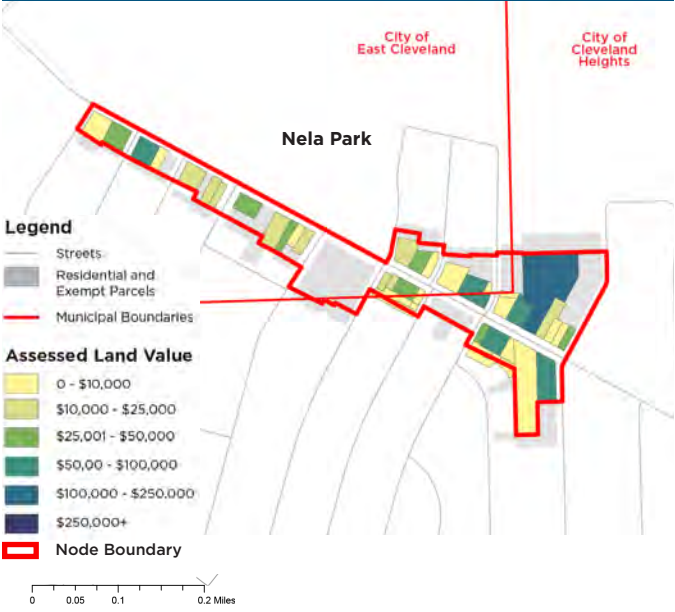 City of
East Cleveland
City of
Cleveland
Heights
Nela Park
Legend
Streets
Residential and
Exempt Parcels
Municipal Boundaries
Assessed Land Value
0 - $10,000
$10,000 - $25,000
$25,001 - $50,000
$50,00 - $100,000
$100,000 - $250.000
$250,000+
Node Boundary
0 0.05 0.1 0.2 Miles